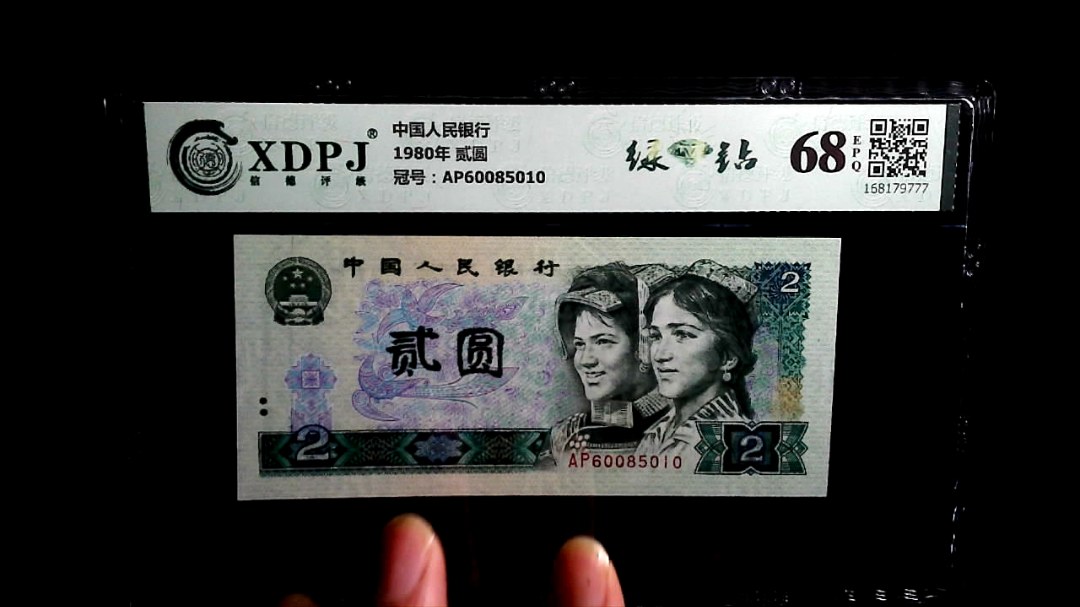 XDPJ®
信德评级
中国人民银行
1980年 贰圆
冠号：AP60085010
绿钻
68 EPQ
168179777
中国人民银行
2
贰圆
2
2
AP60085010